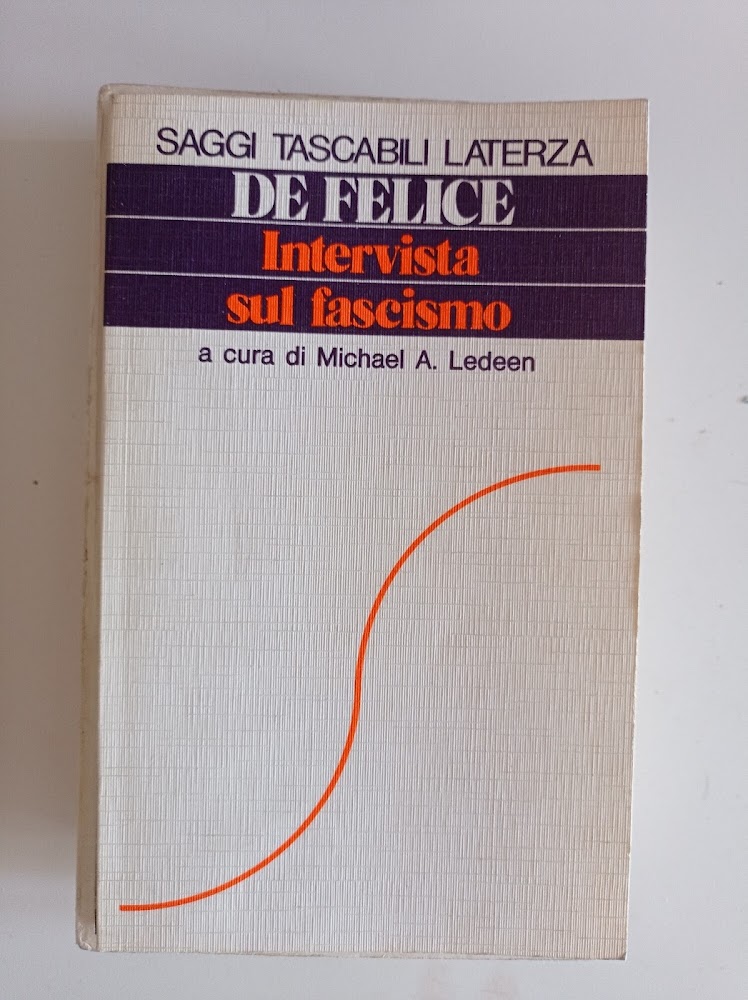 SAGGI TASCABILI LATERZA
DE FELICE
Intervista
sul fascismo
a cura di Michael A. Ledeen